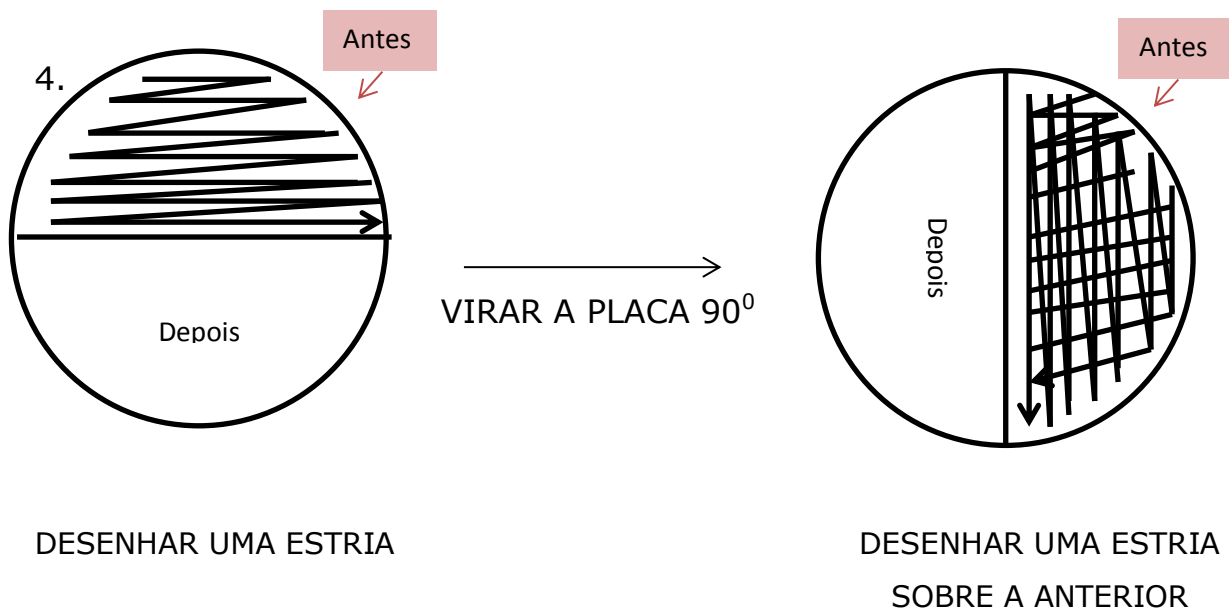 Antes
4.
Depois
VIRAR A PLACA 90⁰
Antes
Depois
DESENHAR UMA ESTRIA
DESENHAR UMA ESTRIA
SOBRE A ANTERIOR